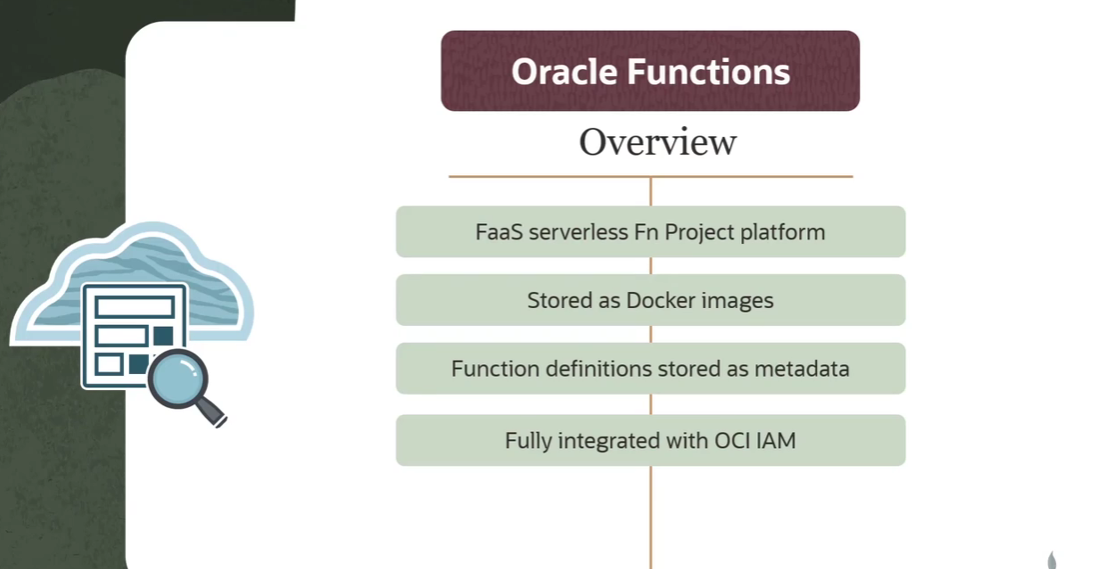 Oracle Functions
Overview
FaaS serverless Fn Project platform
Stored as Docker images
Function definitions stored as metadata
Fully integrated with OCI IAM